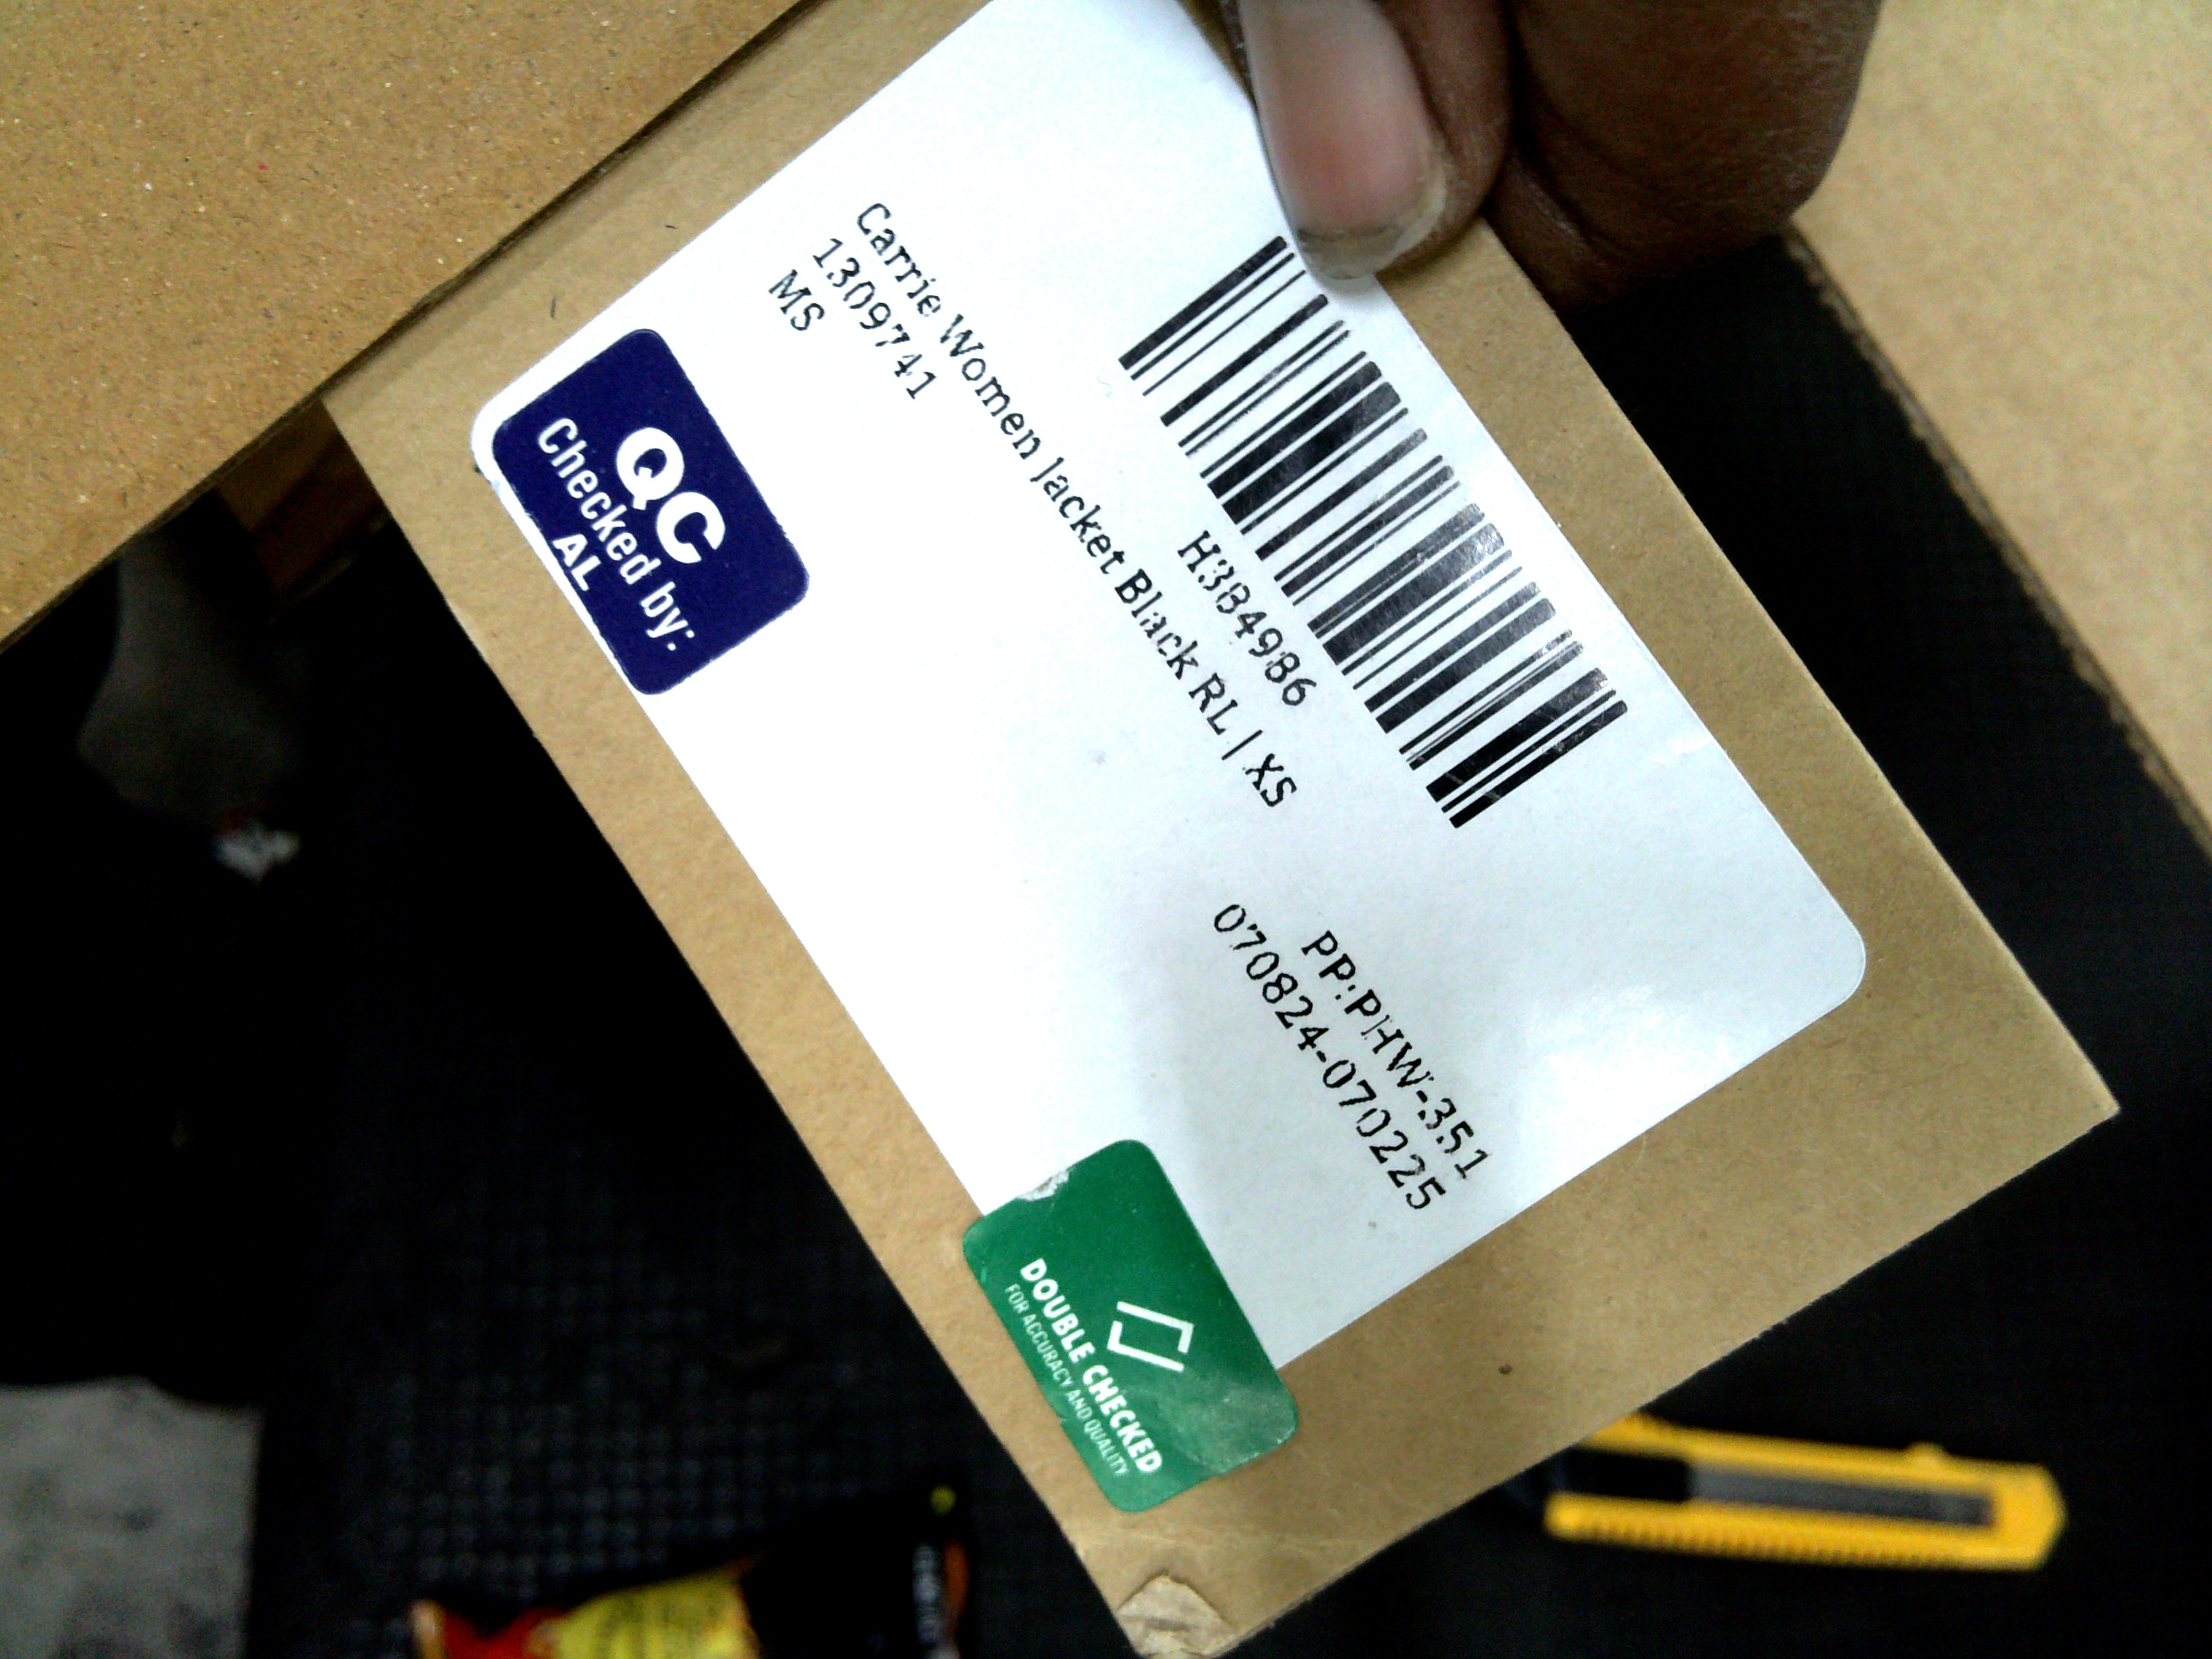 H384986
Carrie Women Jacket Black RL | XS
1309741
MS
PP:PHW-351
070824-070225
QC
Checked by:
AL
DOUBLE CHECKED
FOR ACCURACY AND QUALITY